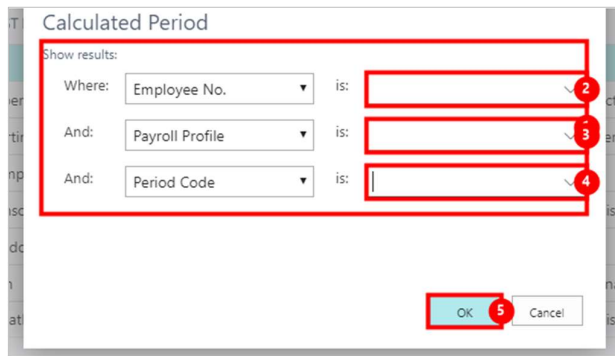 Calculated Period
Show results:
Where: Employee No. is: 2
And: Payroll Profile is: 3
And: Period Code is: 4
OK 5 Cancel